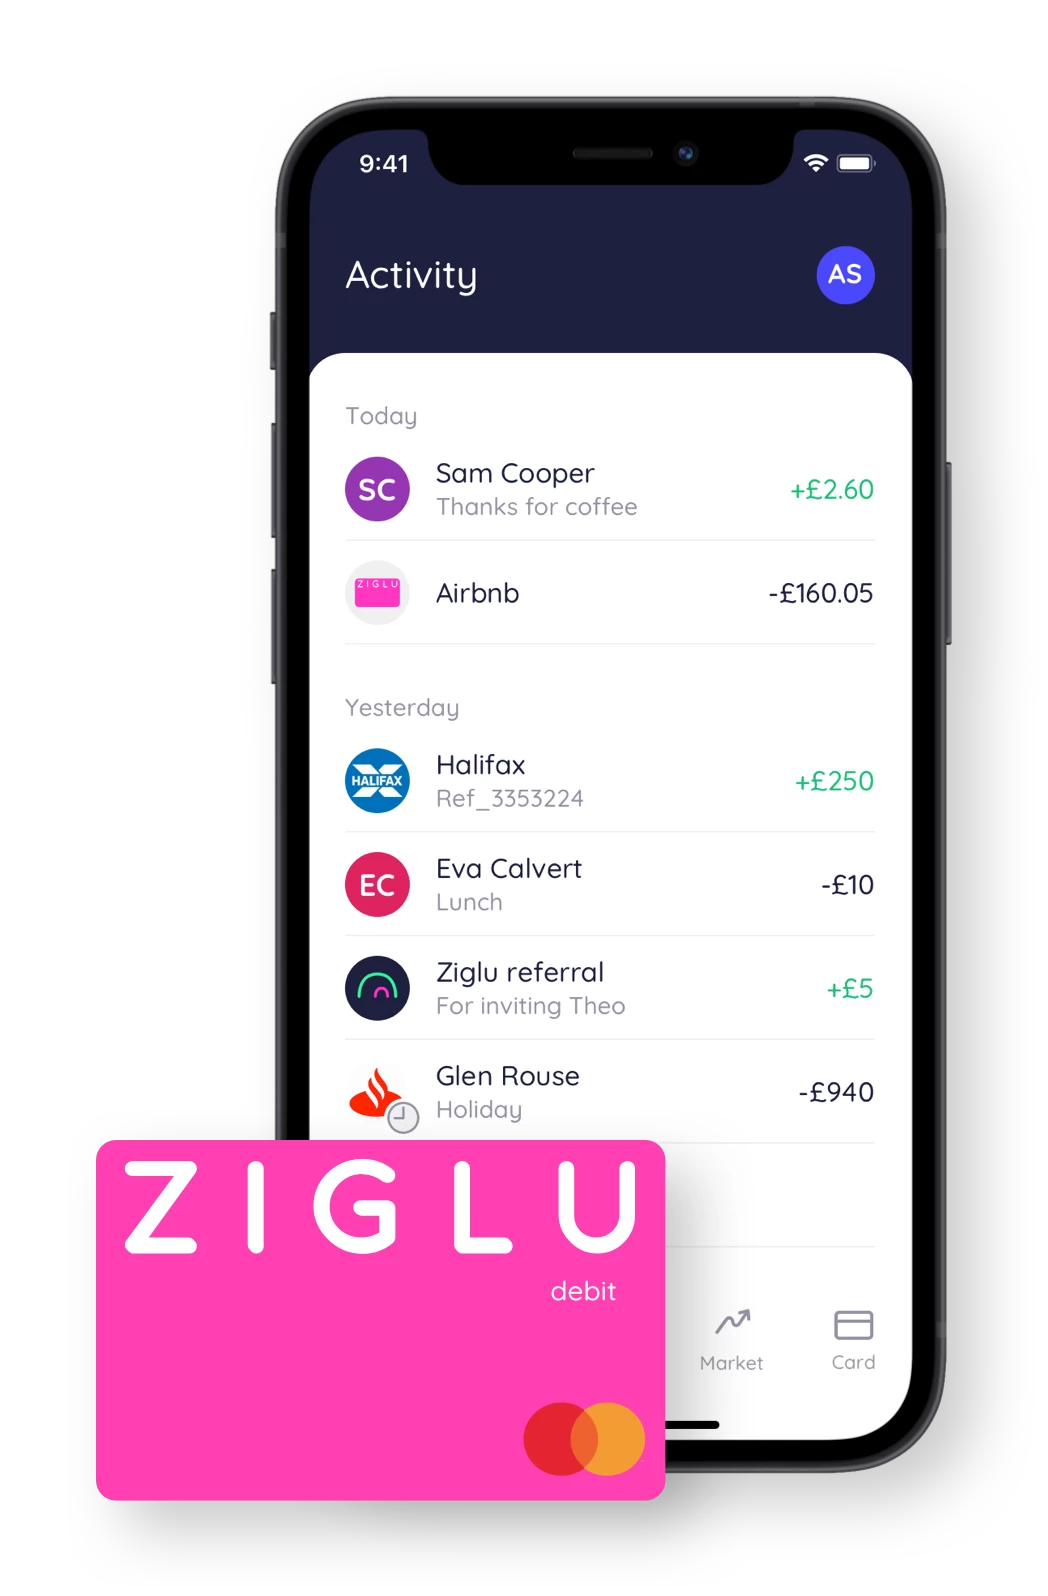 9:41
Activity
AS
Today
SC
Sam Cooper
+£2.60
Thanks for coffee
ZIGLU
Airbnb
-£160.05
Yesterday
HALIFAX
Halifax
+£250
Ref_3353224
EC
Eva Calvert
-£10
Lunch
Ziglu referral
+£5
For inviting Theo
Glen Rouse
-£940
Holiday
ZIGLU
debit
Market
Card